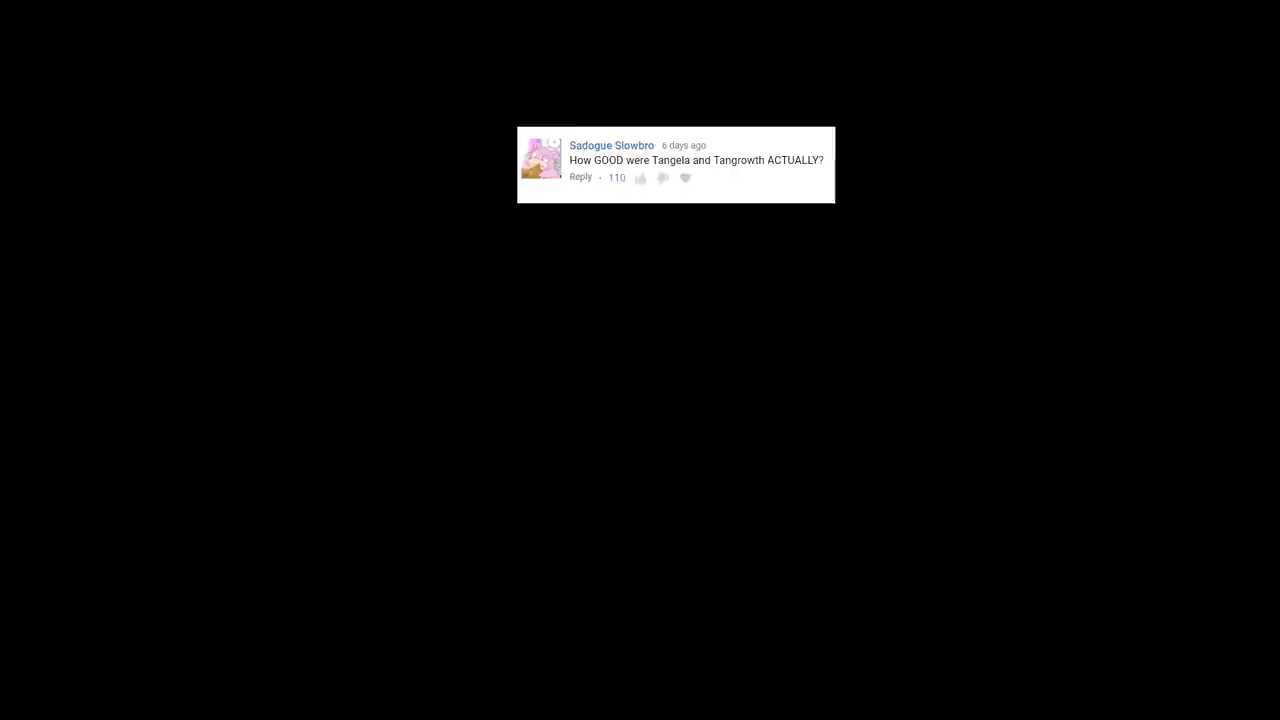 Sadogue Slowbro 6 days ago
How GOOD were Tangela and Tangrowth ACTUALLY?
Reply · 110